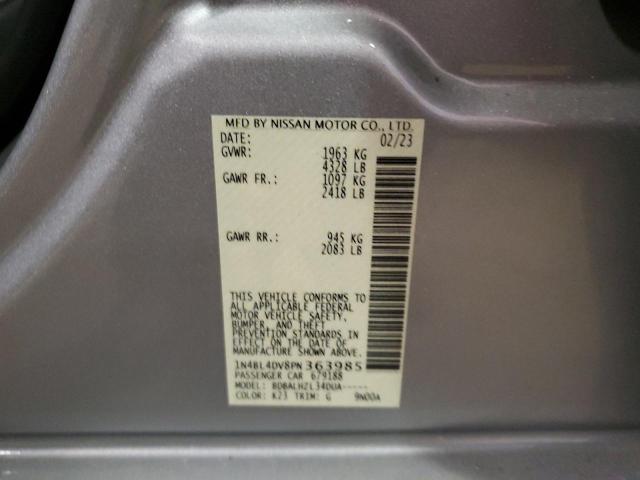 MFD BY NISSAN MOTOR CO., LTD.
DATE: 02/23
GVWR: 1963 KG
4328 LB
GAWR FR.: 1097 KG
2418 LB
GAWR RR.: 945 KG
2083 LB
THIS VEHICLE CONFORMS TO
ALL APPLICABLE FEDERAL
MOTOR VEHICLE SAFETY,
BUMPER, AND THEFT
PREVENTION STANDARDS IN
EFFECT ON THE DATE OF
MANUFACTURE SHOWN ABOVE.
1N4BL4DV8PN363985
PASSENGER CAR 679188
MODEL: BDBALHZL34DUA-----
COLOR: K23 TRIM: G 9N00A